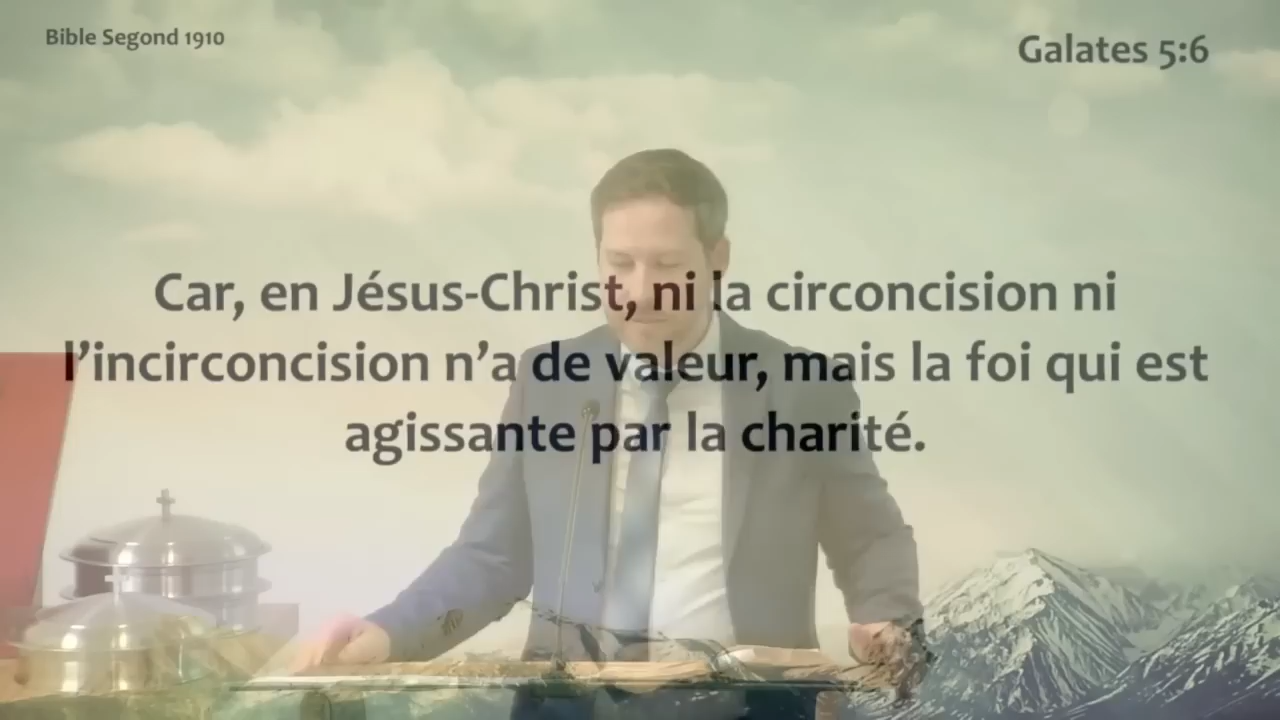 Bible Segond 1910
Galates 5:6
Car, en Jésus-Christ, ni la circoncision ni
l’incirconcision n’a de valeur, mais la foi qui est
agissante par la charité.